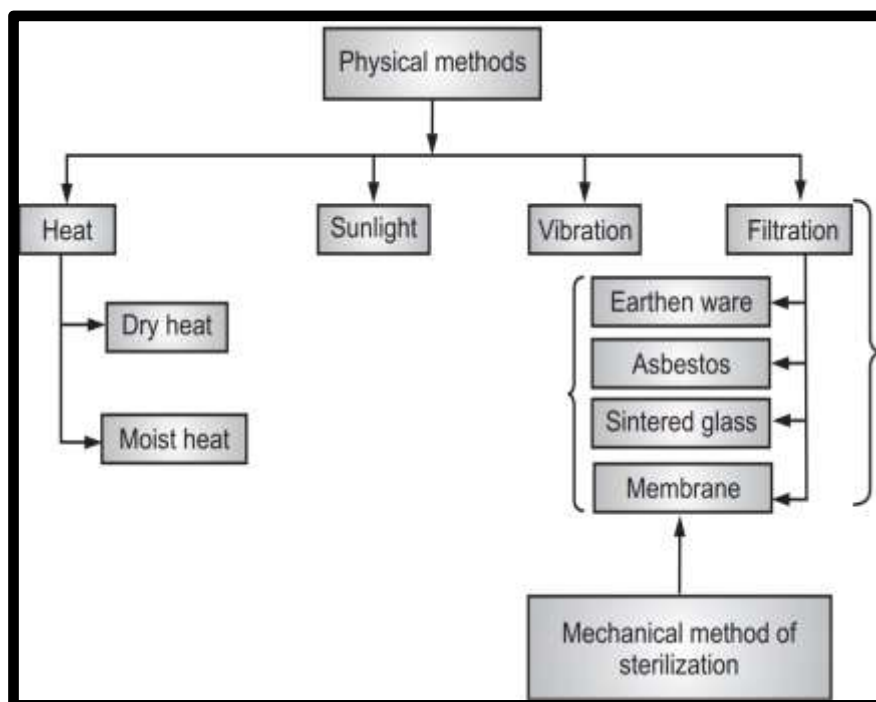 Physical methods
Heat
Sunlight
Vibration
Filtration
Dry heat
Moist heat
Earthen ware
Asbestos
Sintered glass
Membrane
Mechanical method of
sterilization